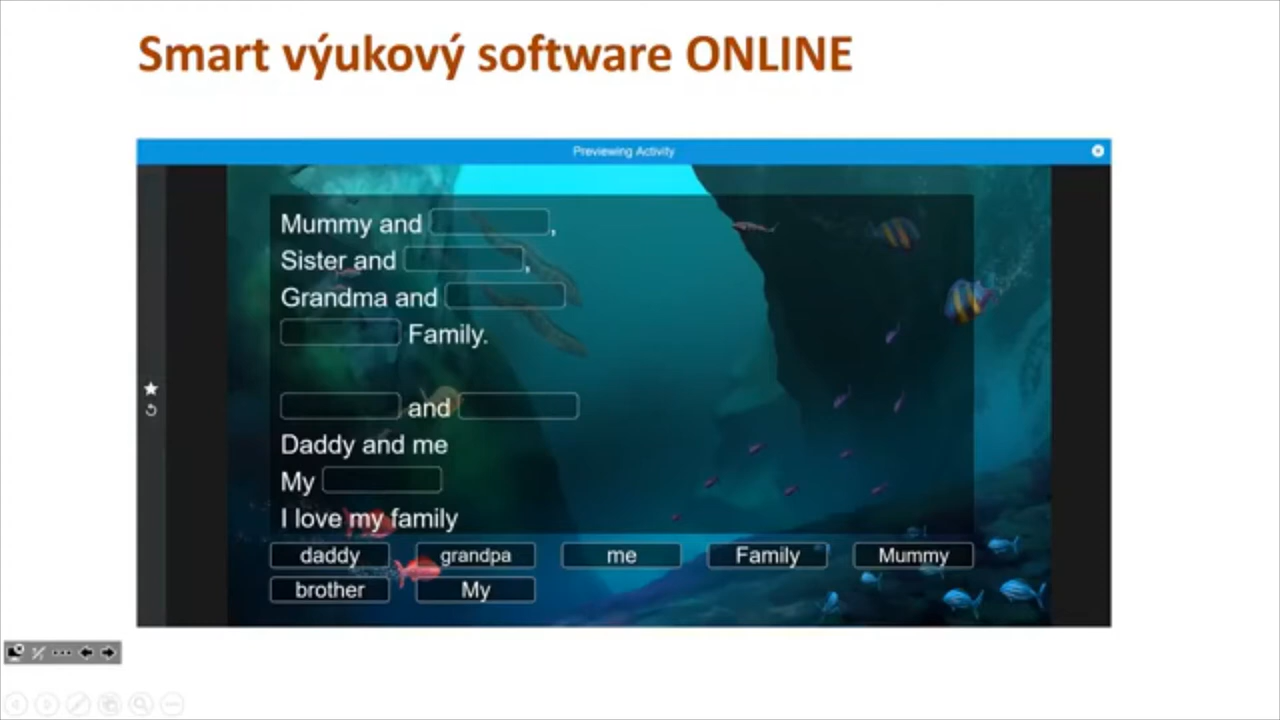 Smart výukový software ONLINE
Previewing Activity
Mummy and ,
Sister and ,
Grandma and
Family.
and
Daddy and me
My
I love my family
daddy grandpa me Family Mummy
brother My